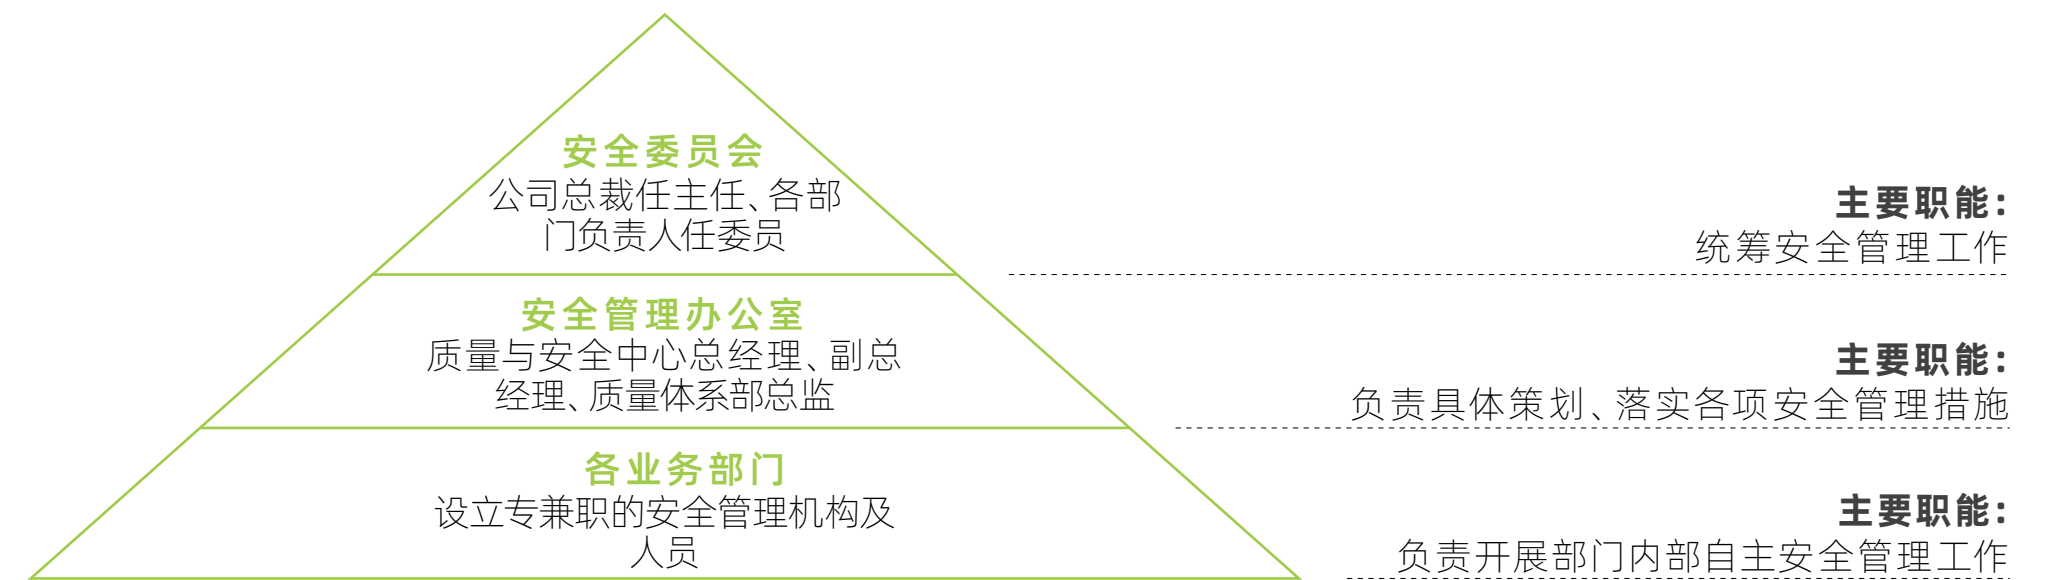 安全委员会
公司总裁任主任、各部
门负责人任委员
主要职能:
统筹安全管理工作
安全管理办公室
质量与安全中心总经理、副总
经理、质量体系部总监
主要职能:
负责具体策划、落实各项安全管理措施
各业务部门
设立专兼职的安全管理机构及
人员
主要职能:
负责开展部门内部自主安全管理工作